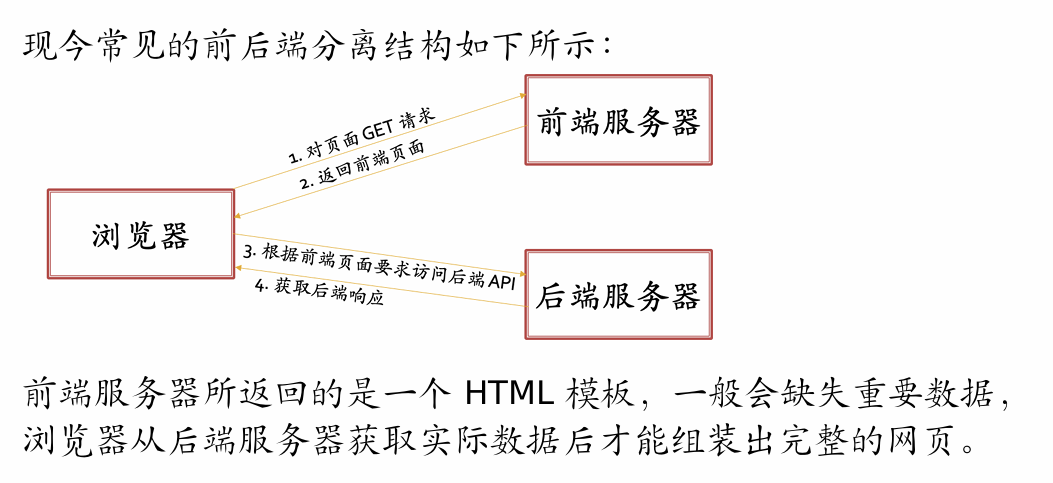 现今常见的前后端分离结构如下所示：
前端服务器
1. 对页面 GET 请求
2. 返回前端页面
浏览器
3. 根据前端页面要求访问后端 API
4. 获取后端响应
后端服务器
前端服务器所返回的是一个 HTML 模板，一般会缺失重要数据，
浏览器从后端服务器获取实际数据后才能组装出完整的网页。